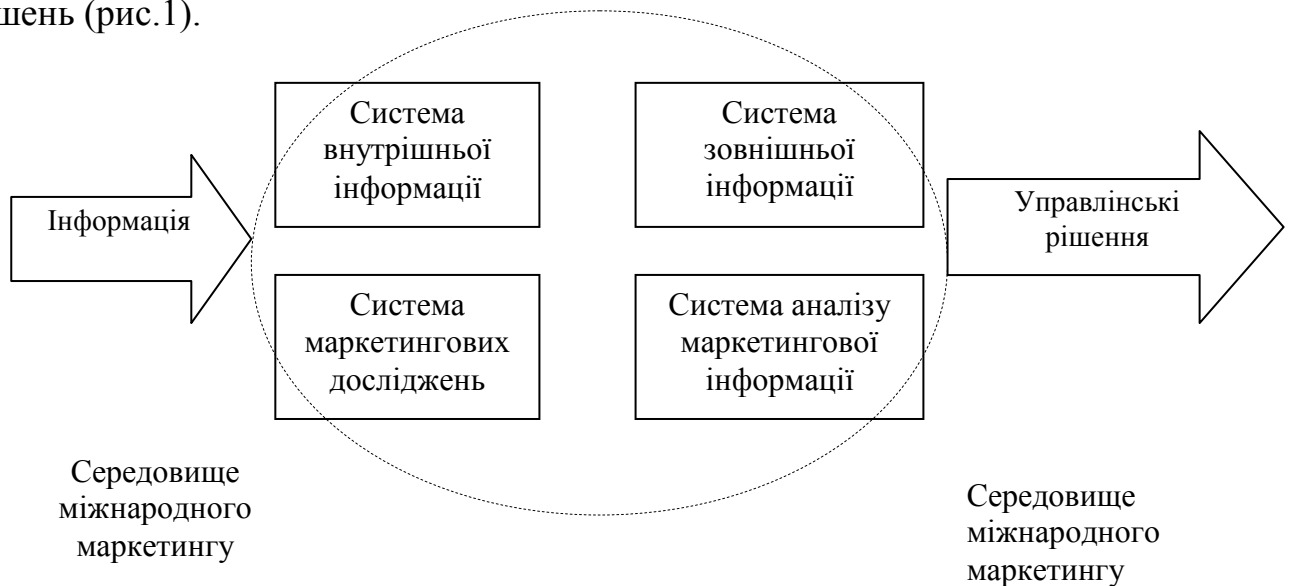 шень (рис.1).
Система
внутрішньої
інформації
Система
зовнішньої
інформації
Інформація
Управлінські
рішення
Система
маркетингових
досліджень
Система аналізу
маркетингової
інформації
Середовище
міжнародного
маркетингу
Середовище
міжнародного
маркетингу